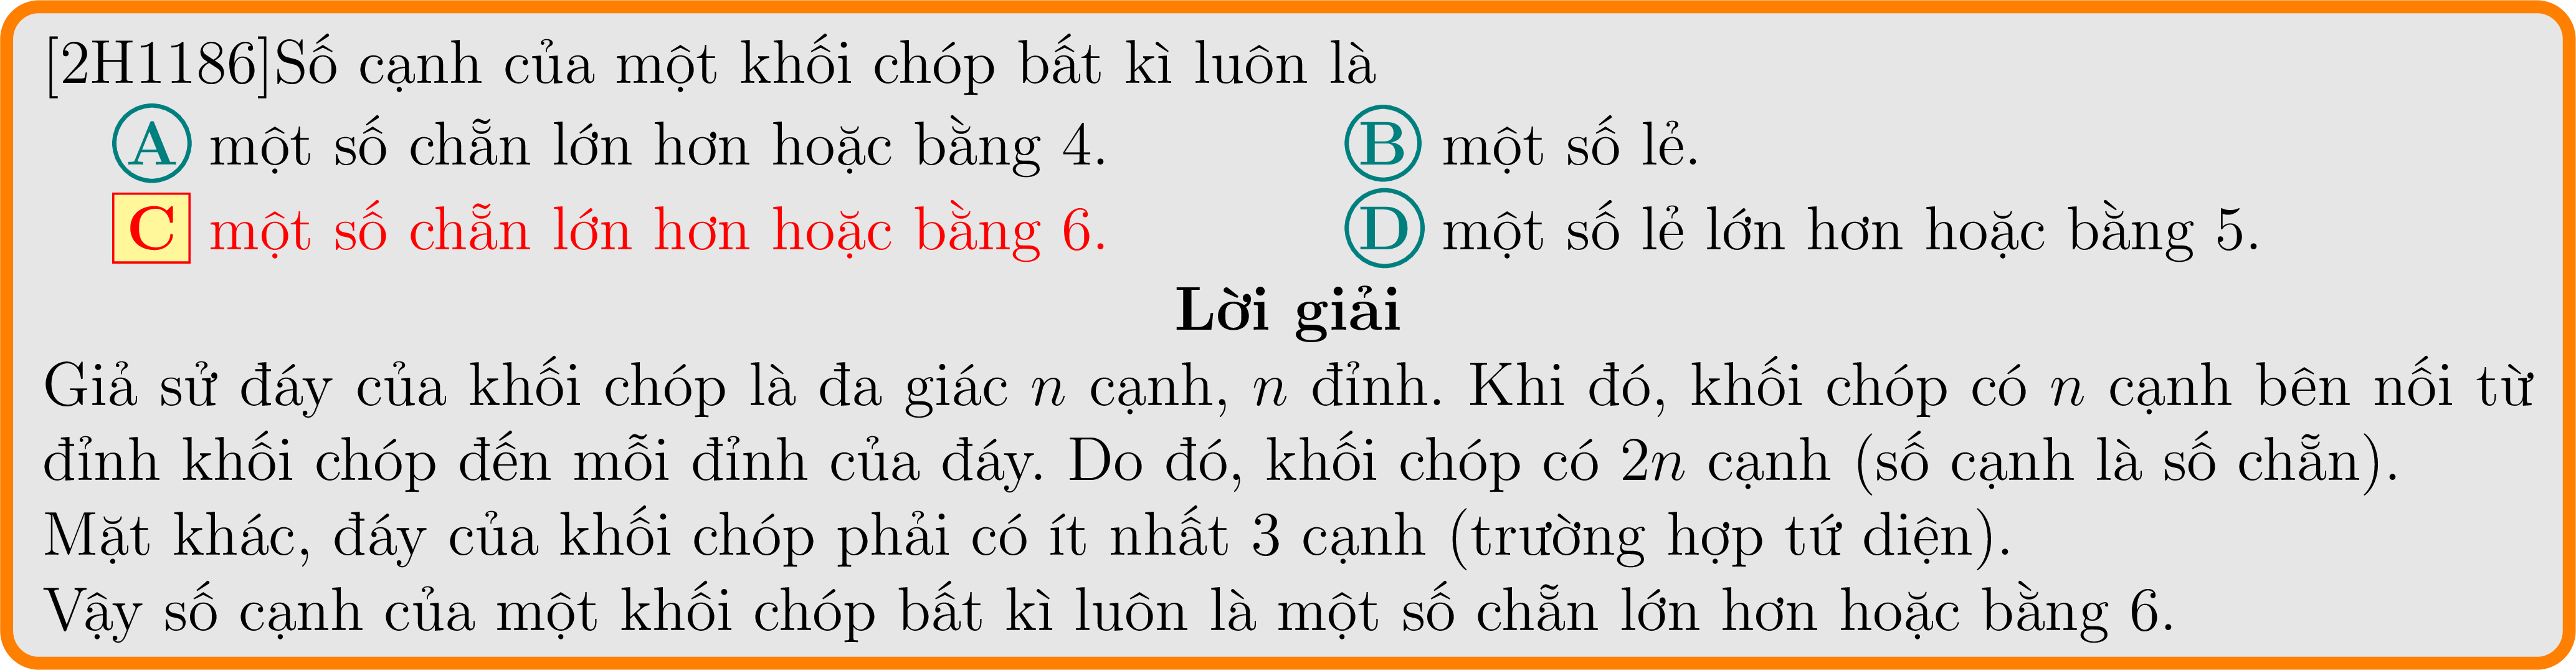 [2H1186]Số cạnh của một khối chóp bất kì luôn là
A một số chẵn lớn hơn hoặc bằng 4. B một số lẻ.
C một số chẵn lớn hơn hoặc bằng 6. D một số lẻ lớn hơn hoặc bằng 5.
Lời giải
Giả sử đáy của khối chóp là đa giác n cạnh, n đỉnh. Khi đó, khối chóp có n cạnh bên nối từ
đỉnh khối chóp đến mỗi đỉnh của đáy. Do đó, khối chóp có 2n cạnh (số cạnh là số chẵn).
Mặt khác, đáy của khối chóp phải có ít nhất 3 cạnh (trường hợp tứ diện).
Vậy số cạnh của một khối chóp bất kì luôn là một số chẵn lớn hơn hoặc bằng 6.